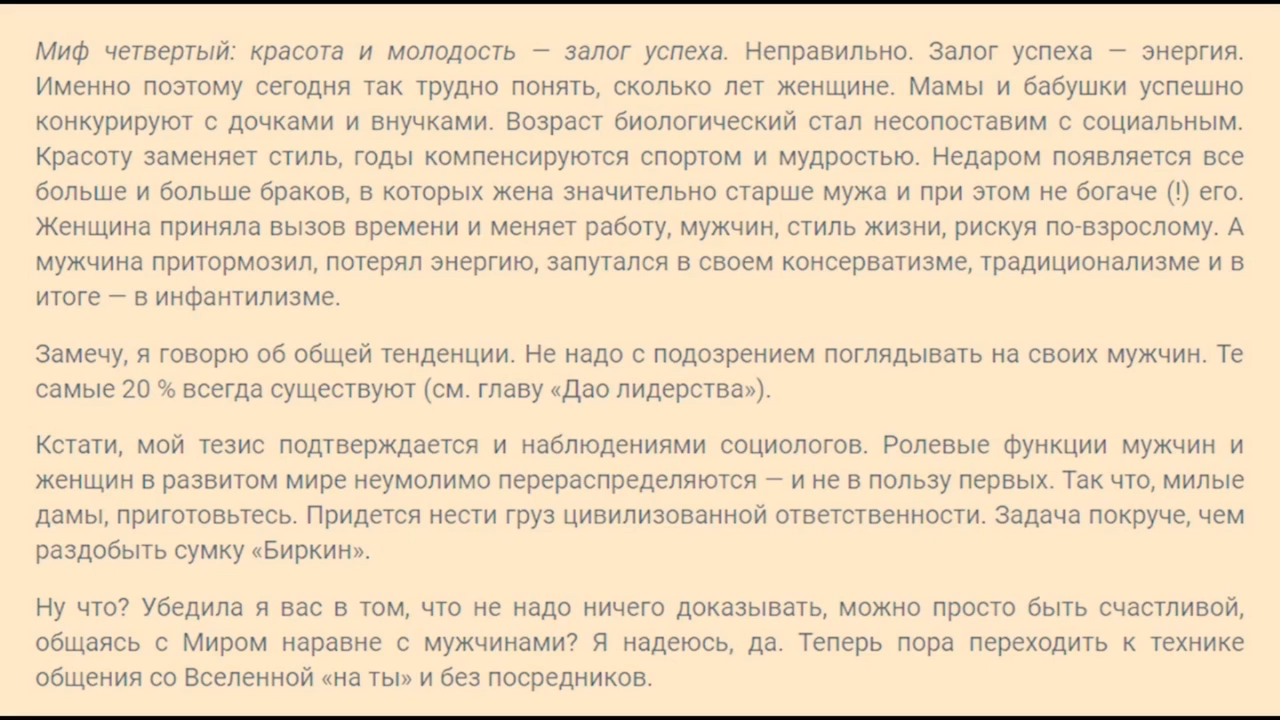 Миф четвертый: красота и молодость — залог успеха. Неправильно. Залог успеха — энергия.
Именно поэтому сегодня так трудно понять, сколько лет женщине. Мамы и бабушки успешно
конкурируют с дочками и внучками. Возраст биологический стал несопоставим с социальным.
Красоту заменяет стиль, годы компенсируются спортом и мудростью. Недаром появляется все
больше и больше браков, в которых жена значительно старше мужа и при этом не богаче (!) его.
Женщина приняла вызов времени и меняет работу, мужчин, стиль жизни, рискуя по-взрослому. А
мужчина притормозил, потерял энергию, запутался в своем консерватизме, традиционализме и в
итоге — в инфантилизме.
Замечу, я говорю об общей тенденции. Не надо с подозрением поглядывать на своих мужчин. Те
самые 20 % всегда существуют (см. главу «Дао лидерства»).
Кстати, мой тезис подтверждается и наблюдениями социологов. Ролевые функции мужчин и
женщин в развитом мире неумолимо перераспределяются — и не в пользу первых. Так что, милые
дамы, приготовьтесь. Придется нести груз цивилизованной ответственности. Задача покруче, чем
раздобыть сумку «Биркин».
Ну что? Убедила я вас в том, что не надо ничего доказывать, можно просто быть счастливой,
общаясь с Миром наравне с мужчинами? Я надеюсь, да. Теперь пора переходить к технике
общения со Вселенной «на ты» и без посредников.